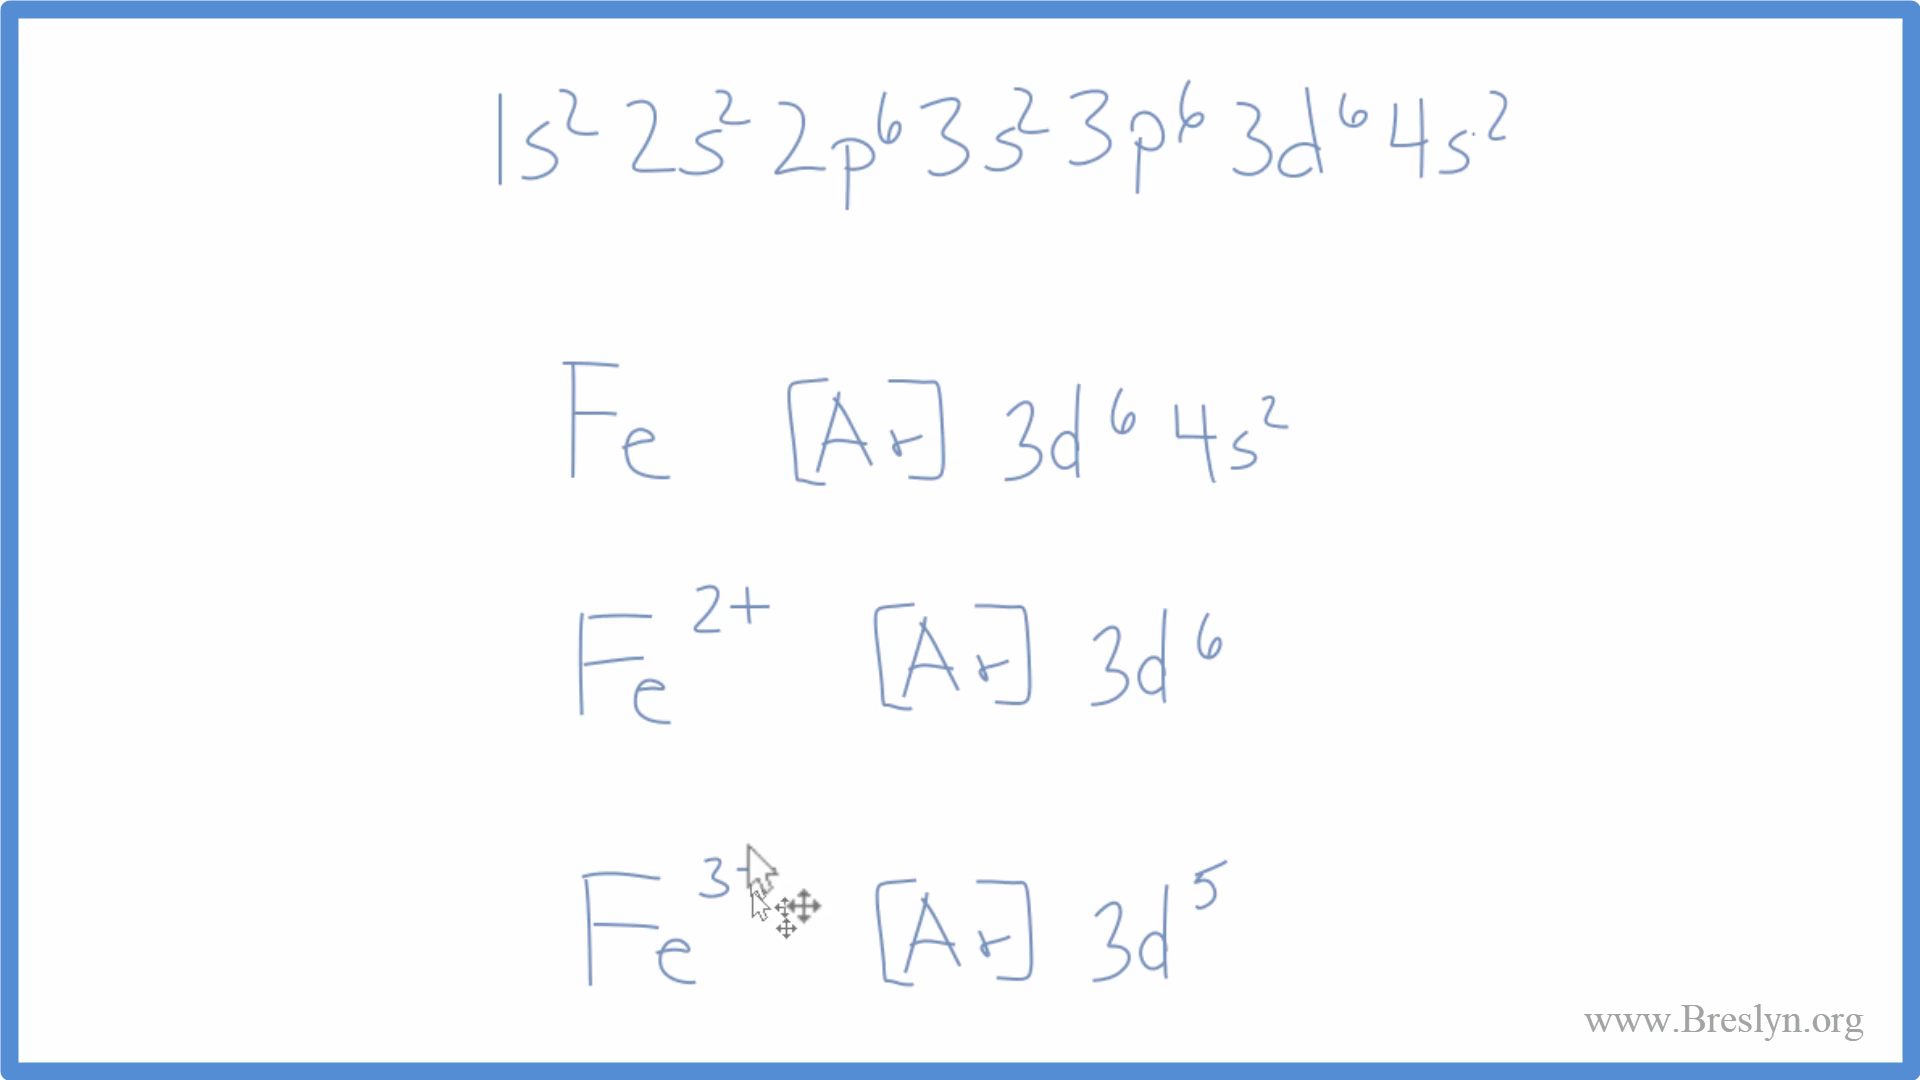 1s² 2s² 2p⁶ 3s² 3p⁶ 3d⁶ 4s²
Fe [Ar] 3d⁶ 4s²
Fe²⁺ [Ar] 3d⁶
Fe³⁺ [Ar] 3d⁵
www.Breslyn.org